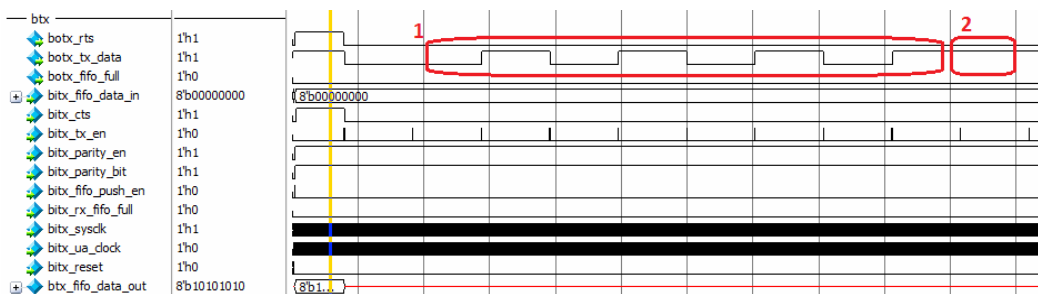 btx
botx_rts 1'h1
botx_tx_data 1'h1
botx_fifo_full 1'h0
bitx_fifo_data_in 8'b00000000 8'b00000000
bitx_cts 1'h1
bitx_tx_en 1'h0
bitx_parity_en 1'h1
bitx_parity_bit 1'h1
bitx_fifo_push_en 1'h0
bitx_rx_fifo_full 1'h0
bitx_sysclk 1'h1
bitx_ua_clock 1'h0
bitx_reset 1'h0
btx_fifo_data_out 8'b10101010 8'b1...
1
2